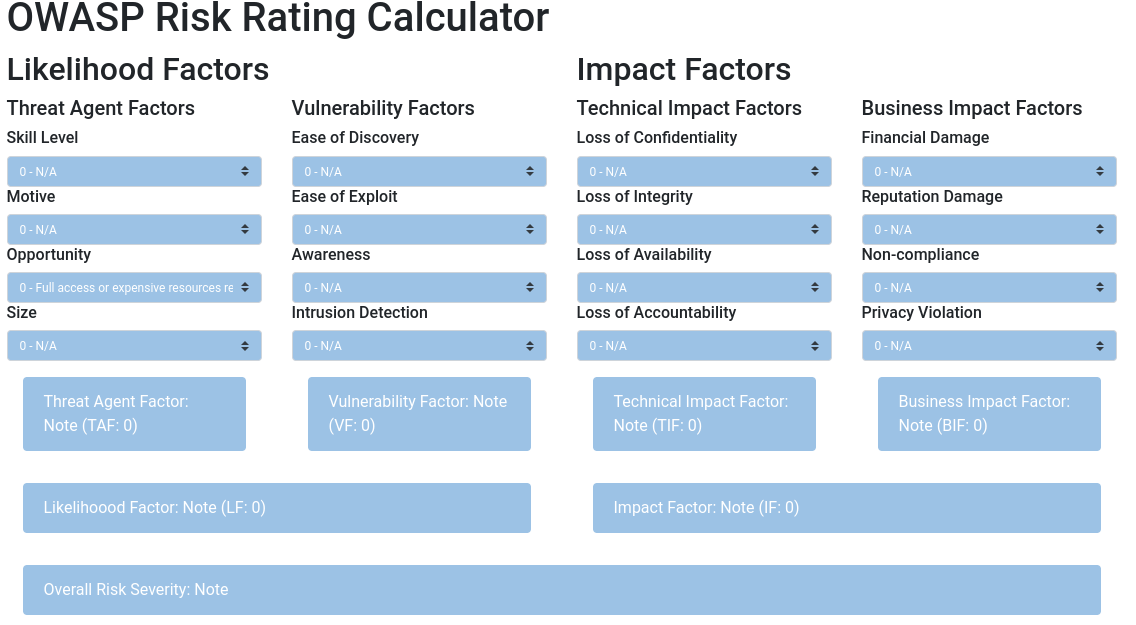 OWASP Risk Rating Calculator
Likelihood Factors
Impact Factors
Threat Agent Factors
Vulnerability Factors
Technical Impact Factors
Business Impact Factors
Skill Level
Ease of Discovery
Loss of Confidentiality
Financial Damage
0 - N/A
0 - N/A
0 - N/A
0 - N/A
Motive
Ease of Exploit
Loss of Integrity
Reputation Damage
0 - N/A
0 - N/A
0 - N/A
0 - N/A
Opportunity
Awareness
Loss of Availability
Non-compliance
0 - Full access or expensive resources re
0 - N/A
0 - N/A
0 - N/A
Size
Intrusion Detection
Loss of Accountability
Privacy Violation
0 - N/A
0 - N/A
0 - N/A
0 - N/A
Threat Agent Factor:
Note (TAF: 0)
Vulnerability Factor: Note
(VF: 0)
Technical Impact Factor:
Note (TIF: 0)
Business Impact Factor:
Note (BIF: 0)
Likelihoood Factor: Note (LF: 0)
Impact Factor: Note (IF: 0)
Overall Risk Severity: Note